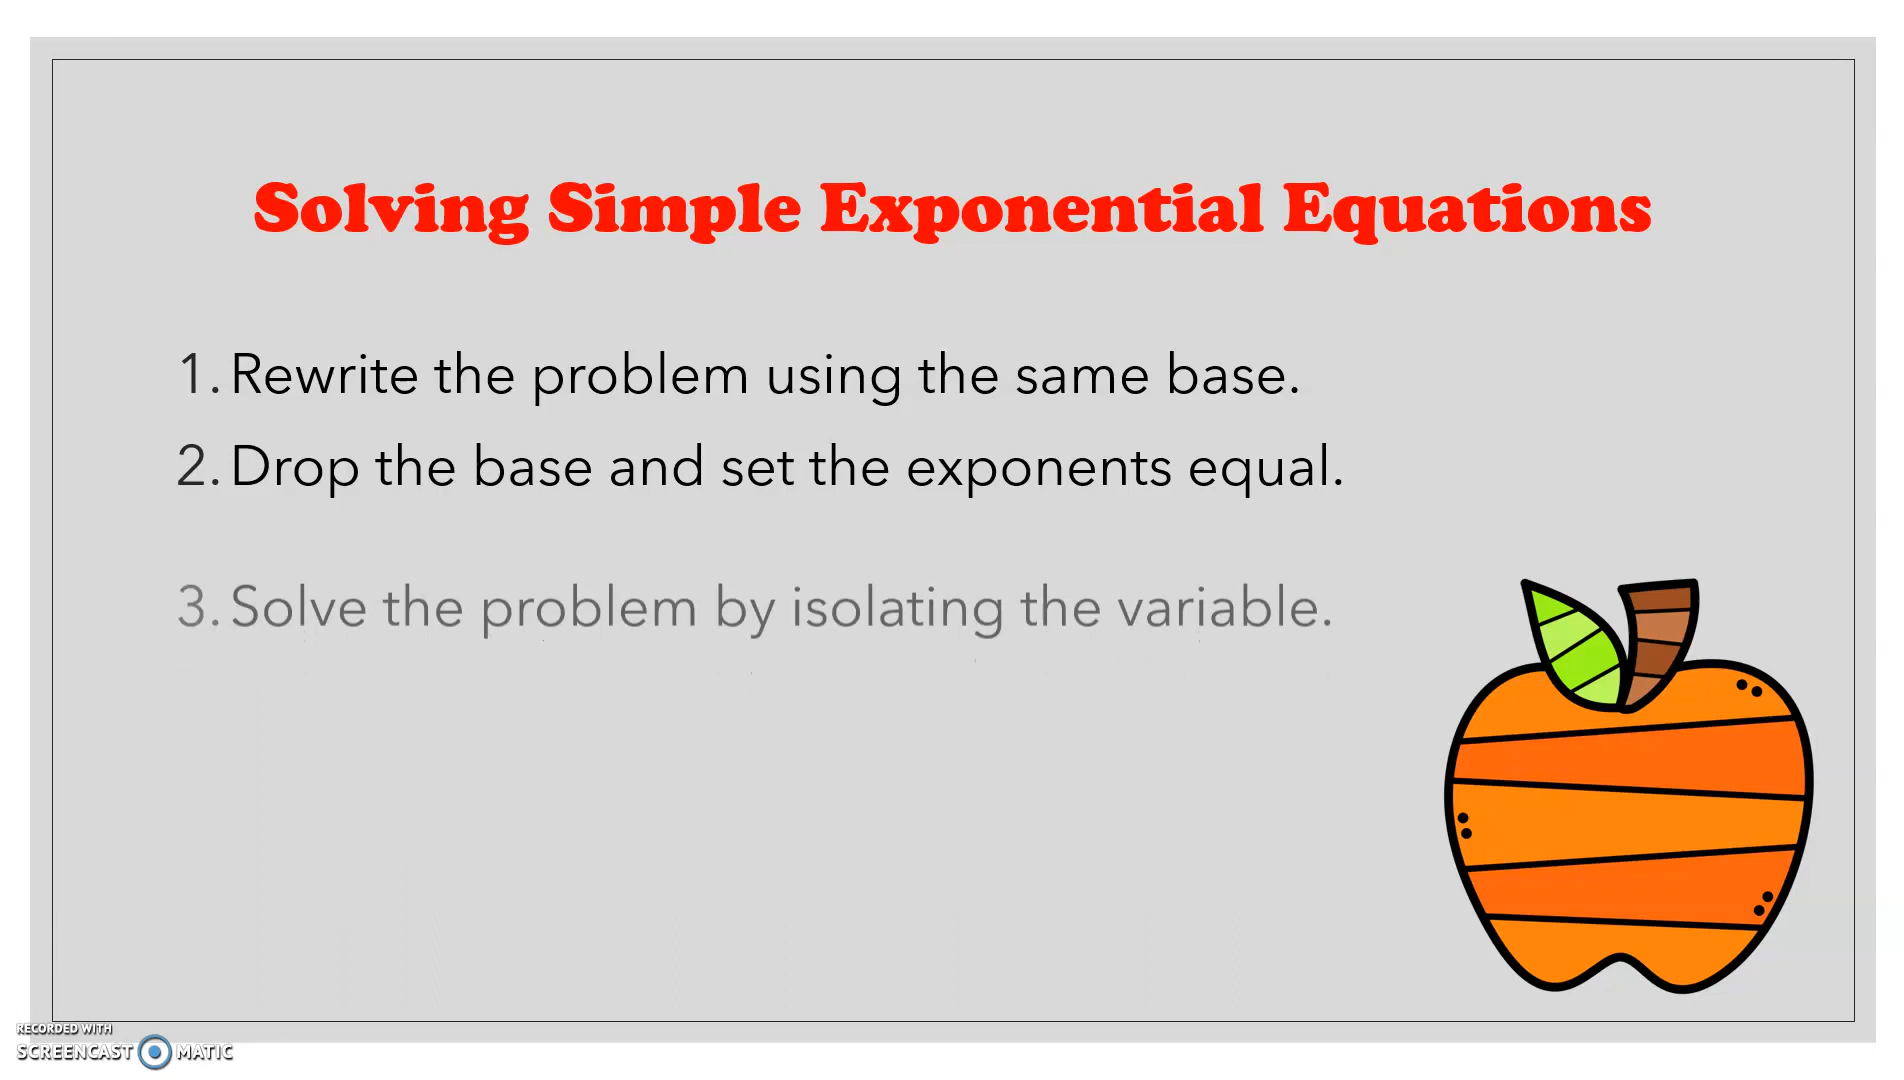 Solving Simple Exponential Equations
1. Rewrite the problem using the same base.
2. Drop the base and set the exponents equal.
3. Solve the problem by isolating the variable.
RECORDED WITH
SCREENCAST MATIC